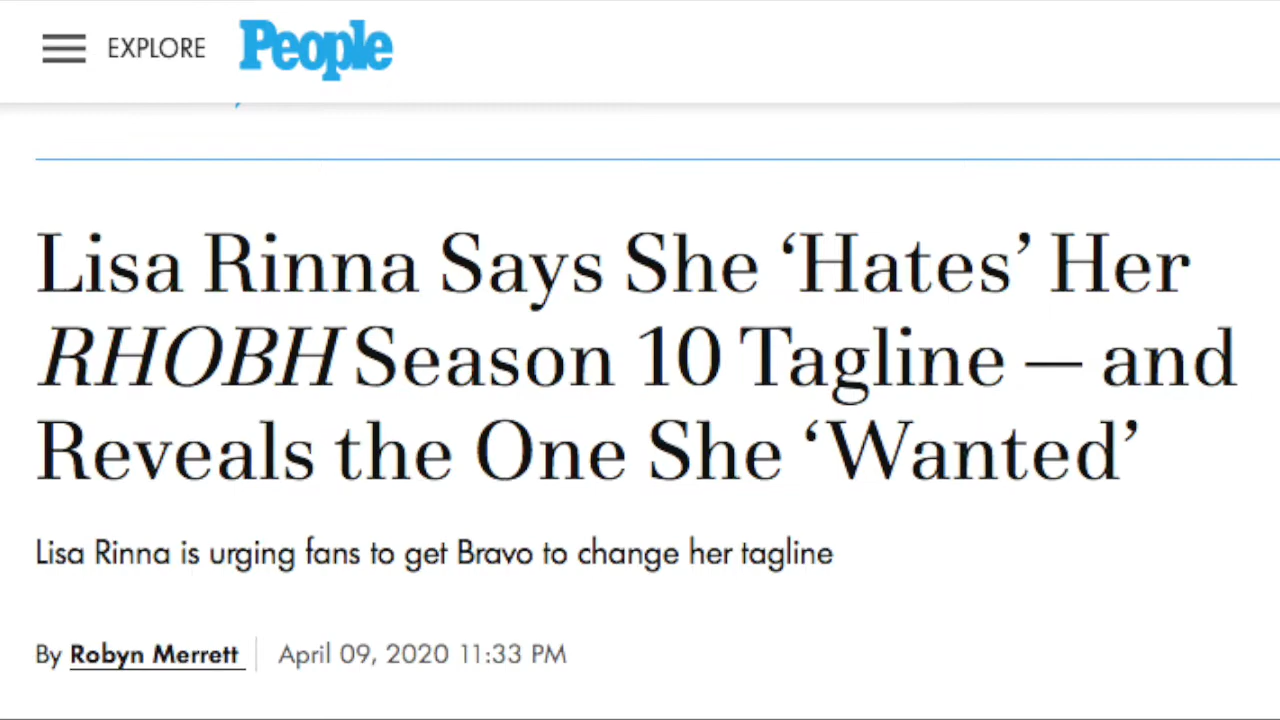 EXPLORE People
Lisa Rinna Says She ‘Hates’ Her
RHOBH Season 10 Tagline — and
Reveals the One She ‘Wanted’
Lisa Rinna is urging fans to get Bravo to change her tagline
By Robyn Merrett April 09, 2020 11:33 PM